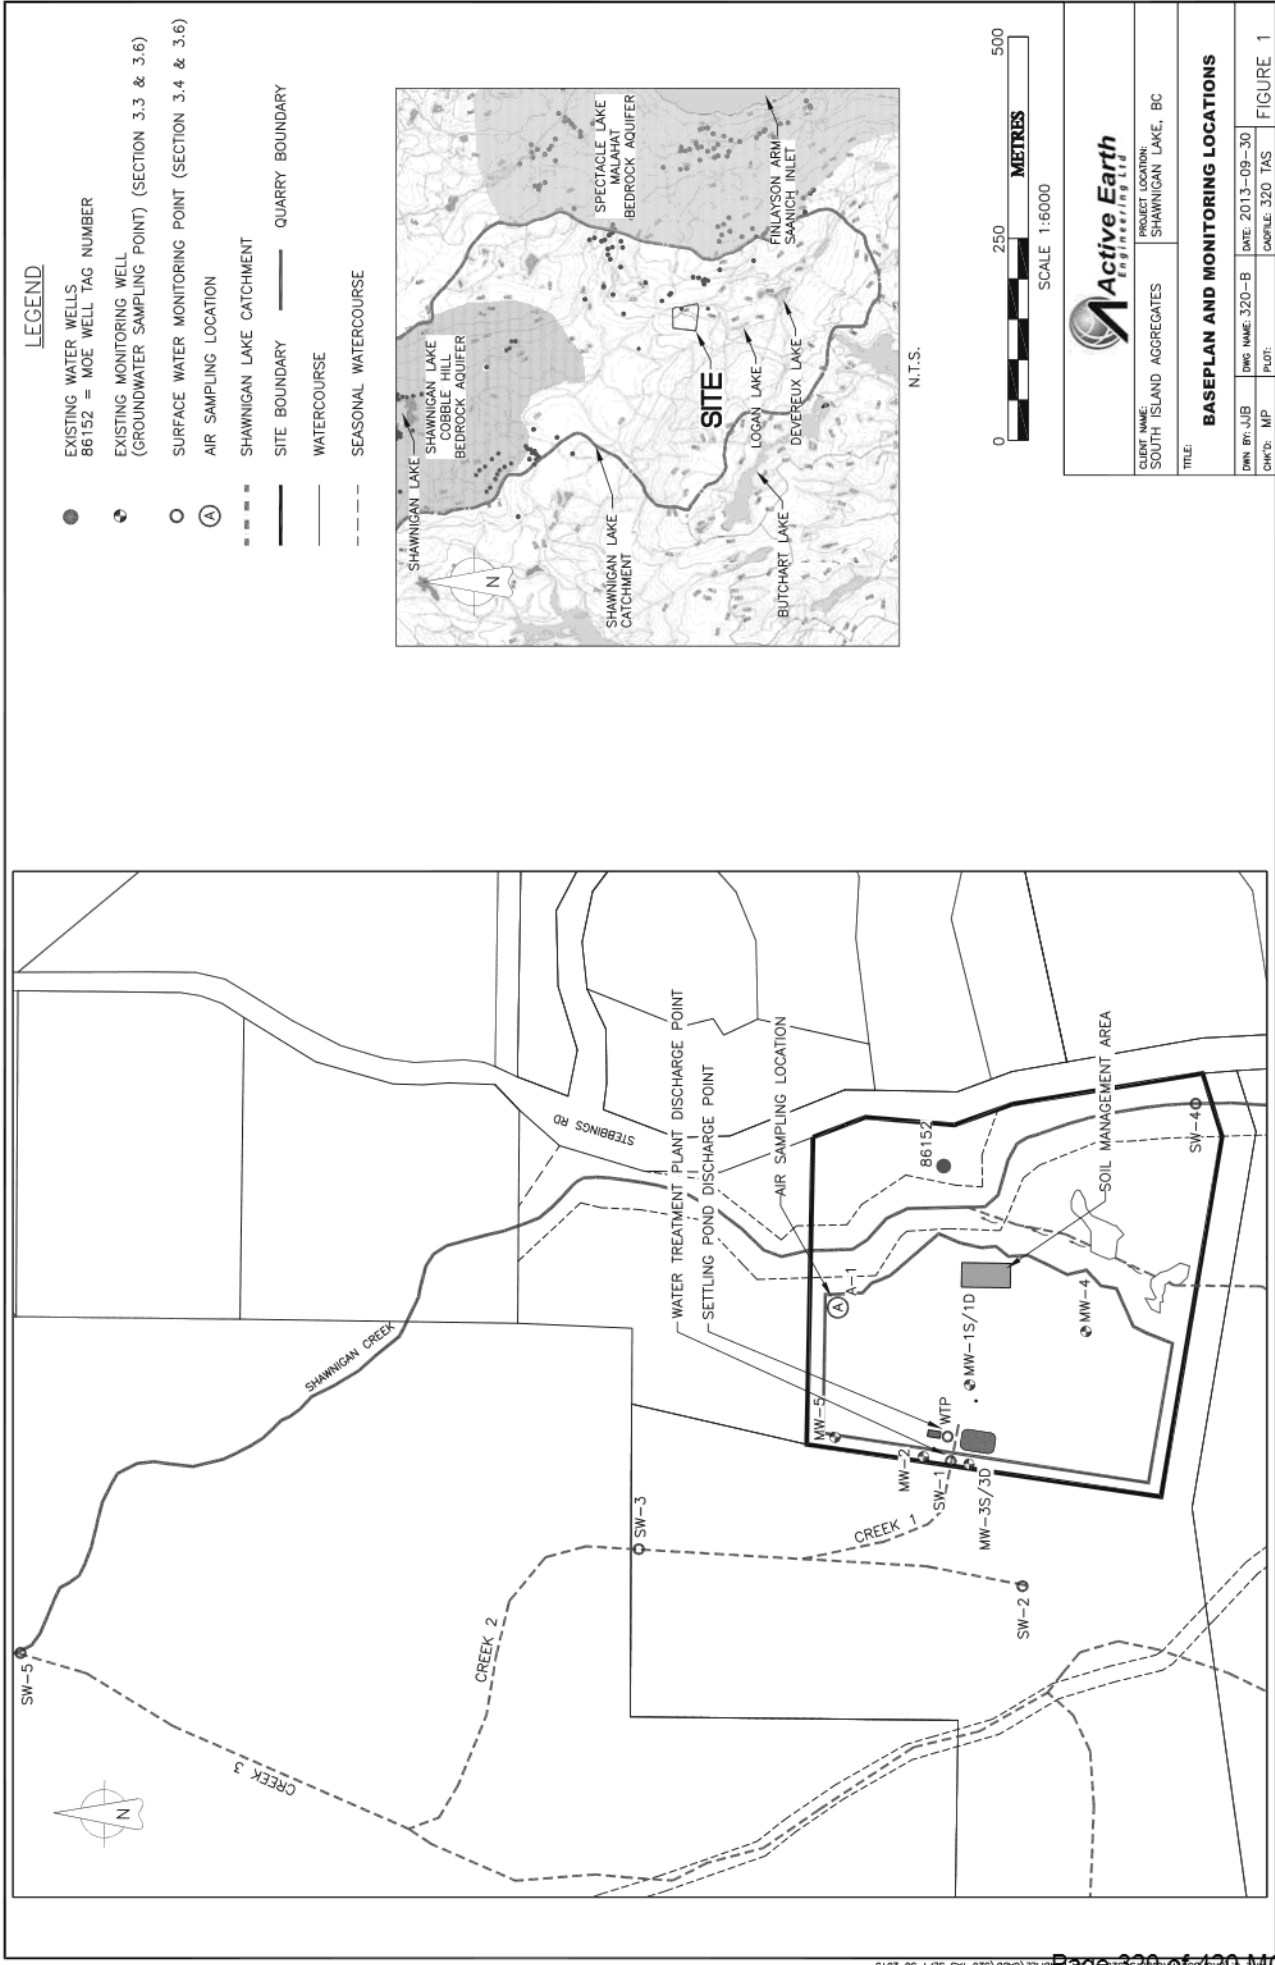 LEGEND
EXISTING WATER WELLS
86152 = MOE WELL TAG NUMBER
EXISTING MONITORING WELL
(GROUNDWATER SAMPLING POINT) (SECTION 3.3 & 3.6)
SURFACE WATER MONITORING POINT (SECTION 3.4 & 3.6)
A
AIR SAMPLING LOCATION
SHAWNIGAN LAKE CATCHMENT
SITE BOUNDARY
QUARRY BOUNDARY
WATERCOURSE
SEASONAL WATERCOURSE
SHAWNIGAN LAKE
SHAWNIGAN LAKE
COBBLE HILL
BEDROCK AQUIFER
SPECTACLE LAKE
MALAHAT
BEDROCK AQUIFER
N
SHAWNIGAN LAKE
CATCHMENT
SITE
FINLAYSON ARM
SAANICH INLET
LOGAN LAKE
DEVEREUX LAKE
BUTCHART LAKE
N.T.S.
0
250
500
METRES
SCALE 1:6000
Active Earth
Engineering Ltd
CLIENT NAME:
SOUTH ISLAND AGGREGATES
PROJECT LOCATION:
SHAWNIGAN LAKE, BC
TITLE:
BASEPLAN AND MONITORING LOCATIONS
DWN BY: JJB
DWG NAME: 320-B
DATE: 2013-09-30
CHK'D: MP
PLOT:
CADFILE: 320 TAS
FIGURE 1
SW-5
N
CREEK 3
SHAWNIGAN CREEK
CREEK 2
STEBBINGS RD
SW-3
WATER TREATMENT PLANT DISCHARGE POINT
SETTLING POND DISCHARGE POINT
AIR SAMPLING LOCATION
A
A-1
MW-5
CREEK 1
MW-2
SW-1
WTP
86152
MW-1S/1D
MW-3S/3D
SW-2
MW-4
SOIL MANAGEMENT AREA
SW-4